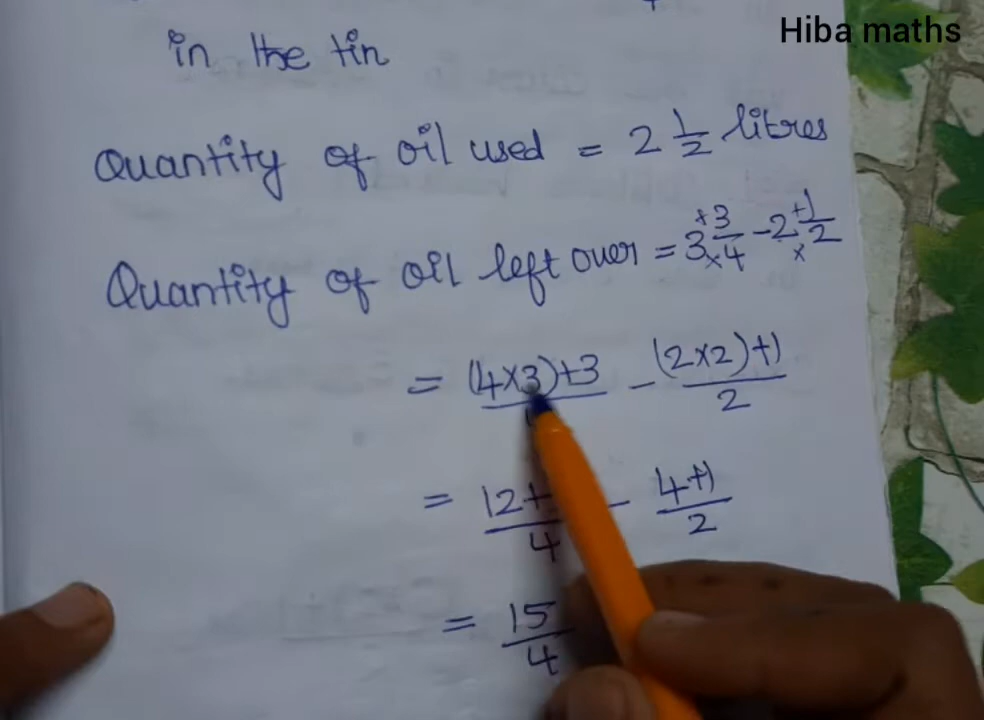 Hiba maths
in the tin
Quantity of oil used = 2 1/2 litres
Quantity of oil left over = 3 + 3/4 × - 2 + 1/2 ×
= (4×3)+3 - (2×2)+1/2
= 12+ /4 - 4+1/2
= 15/4